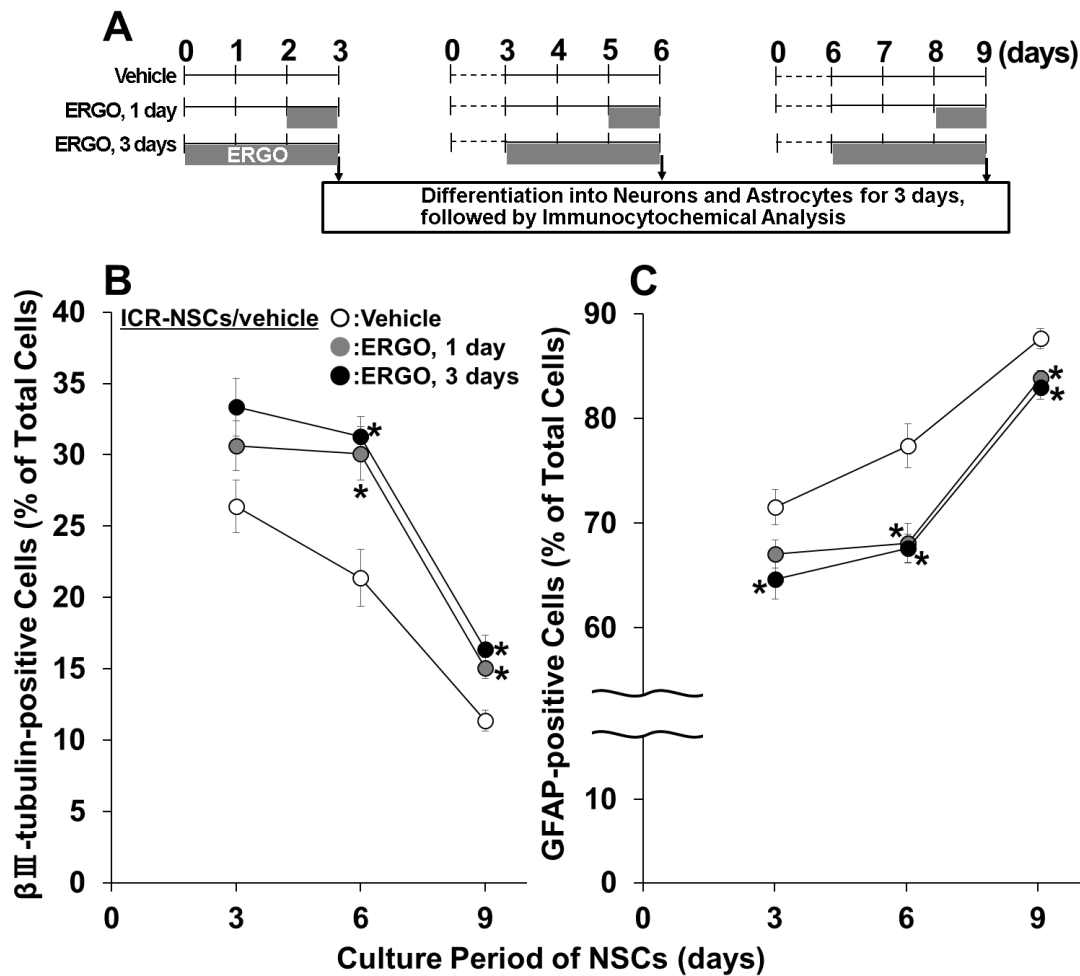 A
0 1 2 3 0 3 4 5 6 0 6 7 8 9 (days)
Vehicle
ERGO, 1 day
ERGO, 3 days
ERGO
Differentiation into Neurons and Astrocytes for 3 days,
followed by Immunocytochemical Analysis
B
βⅢ-tubulin-positive Cells (% of Total Cells)
40
35
30
25
20
15
10
5
0
ICR-NSCs/vehicle
:Vehicle
:ERGO, 1 day
:ERGO, 3 days
*
*
*
*
0 3 6 9
C
GFAP-positive Cells (% of Total Cells)
90
80
70
60
10
0
*
*
*
*
*
0 3 6 9
Culture Period of NSCs (days)